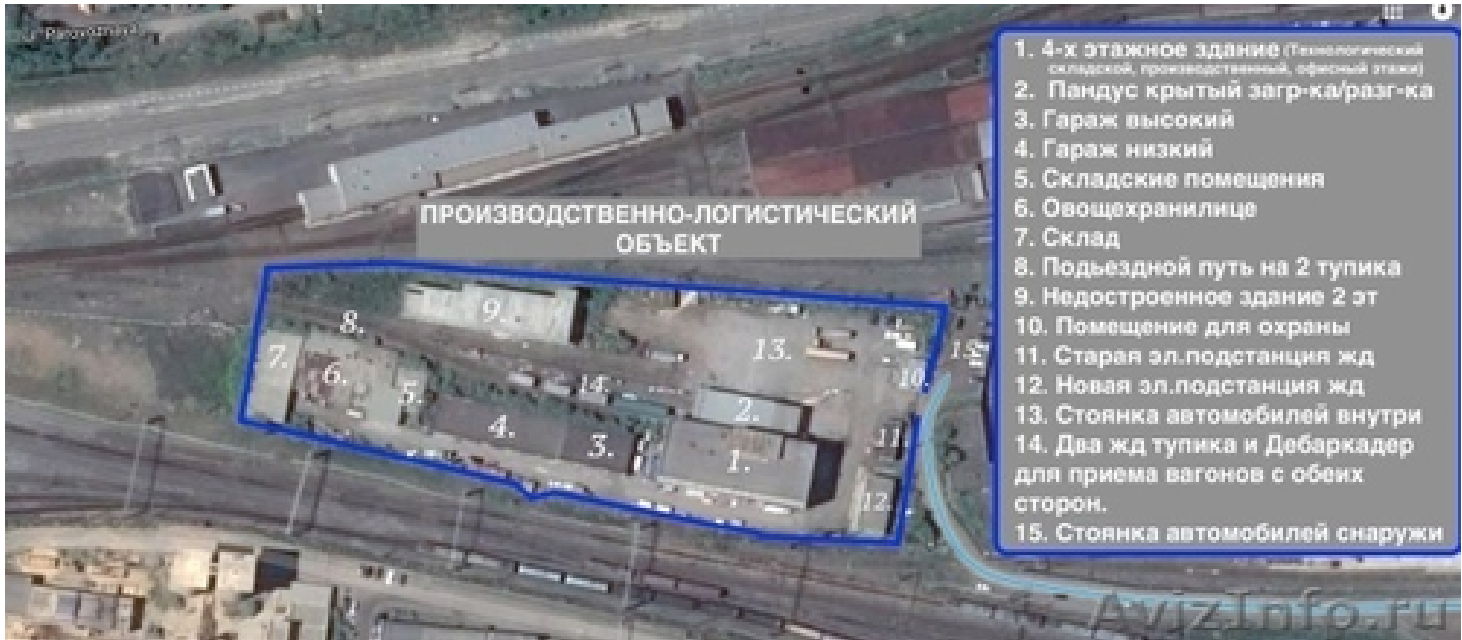 ul. Parovoznaya
1. 4-х этажное здание (Технологический
складской, производственный, офисный этажи)
2. Пандус крытый загр-ка/разг-ка
3. Гараж высокий
4. Гараж низкий
5. Складские помещения
6. Овощехранилице
7. Склад
8. Подьездной путь на 2 тупика
9. Недостроенное здание 2 эт
10. Помещение для охраны
11. Старая эл.подстанция жд
12. Новая эл.подстанция жд
13. Стоянка автомобилей внутри
14. Два жд тупика и Дебаркадер
для приема вагонов с обеих
сторон.
15. Стоянка автомобилей снаружи
ПРОИЗВОДСТВЕННО-ЛОГИСТИЧЕСКИЙ
ОБЪЕКТ
9.
8.
13.
15.
7.
6.
5.
14.
10.
2.
4.
3.
1.
11.
12.
AvizInfo.ru